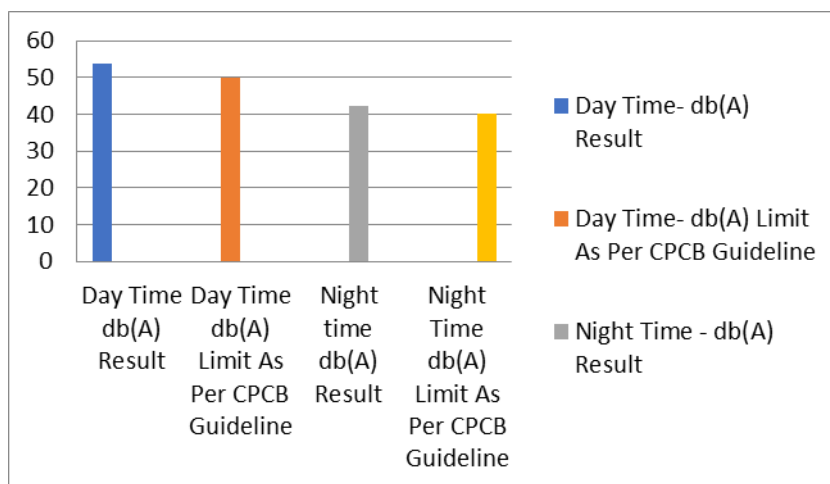 60
50
40
30
20
10
0
Day Time
db(A)
Result
Day Time
db(A)
Limit As
Per CPCB
Guideline
Night
time
db(A)
Result
Night
Time
db(A)
Limit As
Per CPCB
Guideline
Day Time- db(A)
Result
Day Time- db(A) Limit
As Per CPCB Guideline
Night Time - db(A)
Result